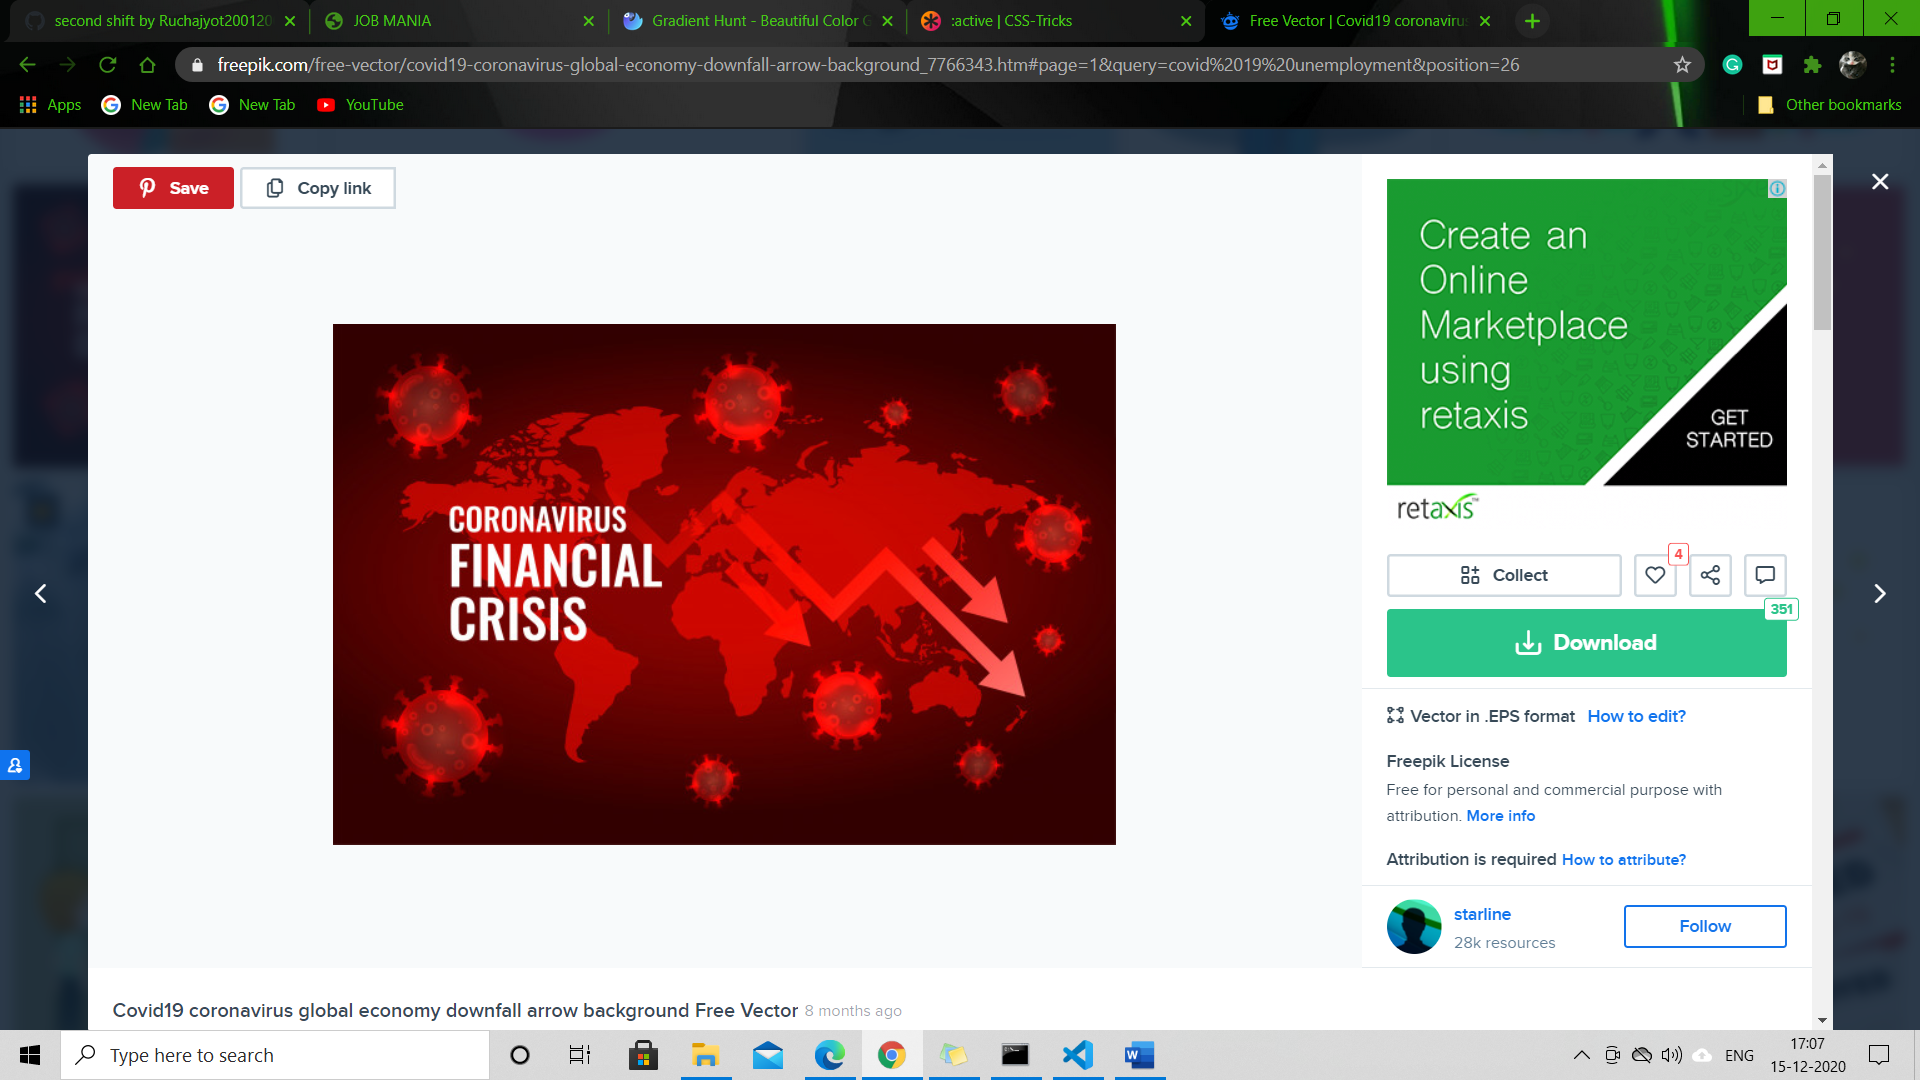 second shift by Ruchajyot200120
JOB MANIA
Gradient Hunt - Beautiful Color G
:active | CSS-Tricks
Free Vector | Covid19 coronavirus
freepik.com/free-vector/covid19-coronavirus-global-economy-downfall-arrow-background_7766343.htm#page=1&query=covid%2019%20unemployment&position=26
Apps
New Tab
New Tab
YouTube
Other bookmarks
Save
Copy link
CORONAVIRUS
FINANCIAL
CRISIS
Create an
Online
Marketplace
using
retaxis
GET
STARTED
retaxis™
4
Collect
351
Download
Vector in .EPS format How to edit?
Freepik License
Free for personal and commercial purpose with
attribution. More info
Attribution is required How to attribute?
starline
28k resources
Follow
Covid19 coronavirus global economy downfall arrow background Free Vector 8 months ago
Type here to search
ENG
17:07
15-12-2020